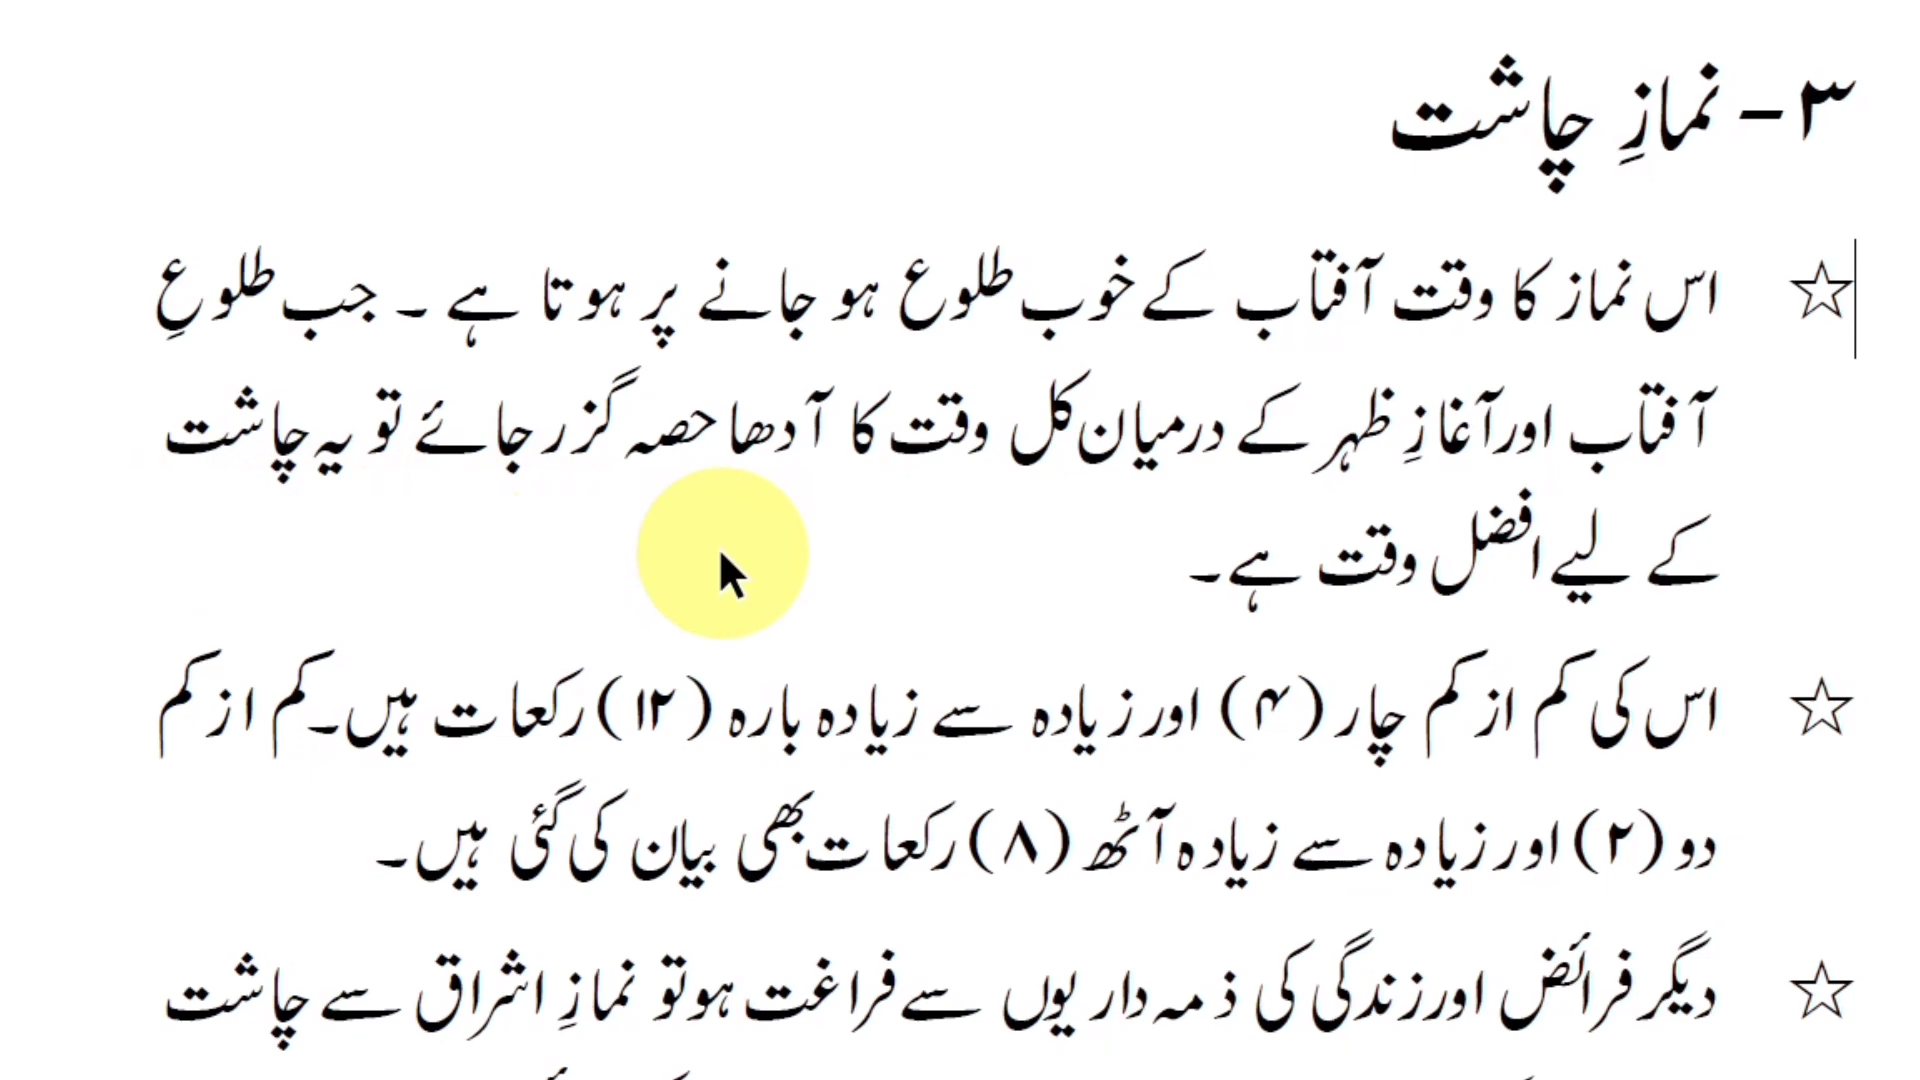 ۳- نمازِ چاشت
☆ اس نماز کا وقت آفتاب کے خوب طلوع ہو جانے پر ہوتا ہے ۔ جب طلوعِ
آفتاب اور آغازِ ظہر کے درمیان کل وقت کا آدھا حصہ گزر جائے تو یہ چاشت
کے لیے افضل وقت ہے۔
☆ اس کی کم از کم چار (۴) اور زیادہ سے زیادہ بارہ (۱۲) رکعات ہیں۔ کم از کم
دو (۲) اور زیادہ سے زیادہ آٹھ (۸) رکعات بھی بیان کی گئی ہیں۔
☆ دیگر فرائض اور زندگی کی ذمہ داریوں سے فراغت ہو تو نمازِ اشراق سے چاشت